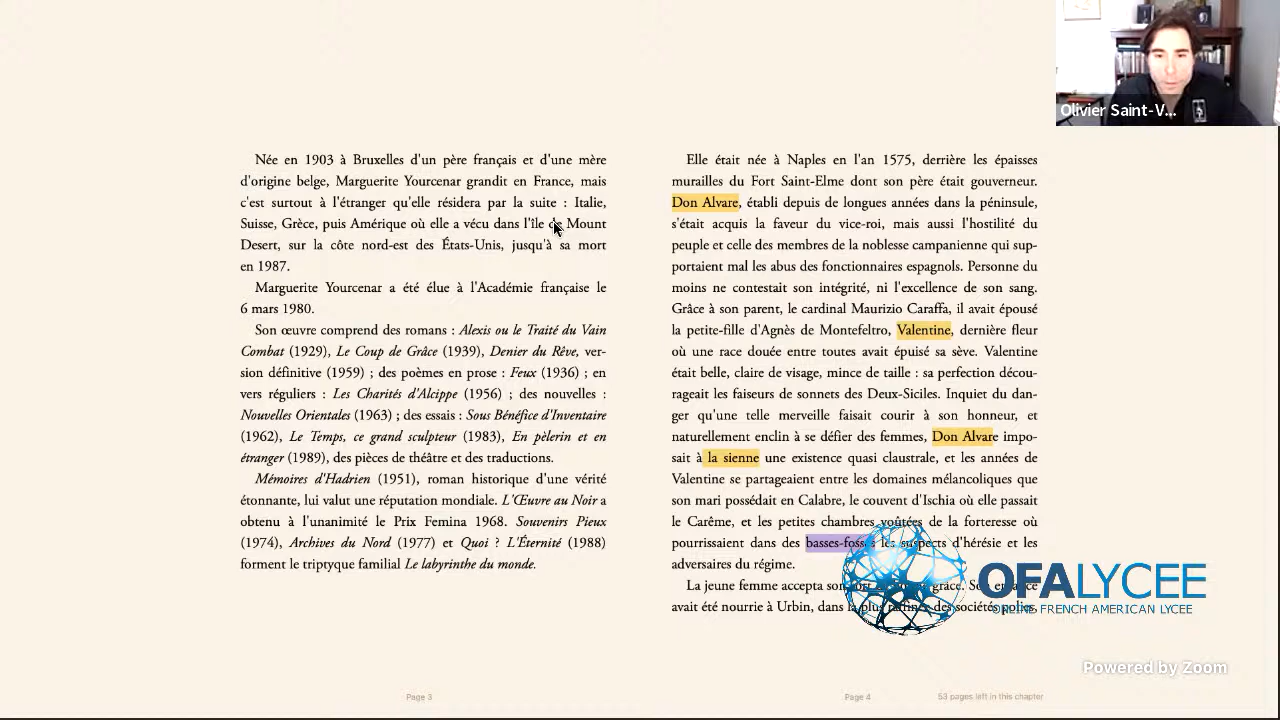 Olivier Saint-V...
Née en 1903 à Bruxelles d'un père français et d'une mère
d'origine belge, Marguerite Yourcenar grandit en France, mais
c'est surtout à l'étranger qu'elle résidera par la suite : Italie,
Suisse, Grèce, puis Amérique où elle a vécu dans l'île de Mount
Desert, sur la côte nord-est des États-Unis, jusqu'à sa mort
en 1987.
Marguerite Yourcenar a été élue à l'Académie française le
6 mars 1980.
Son œuvre comprend des romans : Alexis ou le Traité du Vain
Combat (1929), Le Coup de Grâce (1939), Denier du Rêve, ver-
sion définitive (1959) ; des poèmes en prose : Feux (1936) ; en
vers réguliers : Les Charités d'Alcippe (1956) ; des nouvelles :
Nouvelles Orientales (1963) ; des essais : Sous Bénéfice d'Inventaire
(1962), Le Temps, ce grand sculpteur (1983), En pèlerin et en
étranger (1989), des pièces de théâtre et des traductions.
Mémoires d'Hadrien (1951), roman historique d'une vérité
étonnante, lui valut une réputation mondiale. L'Œuvre au Noir a
obtenu à l'unanimité le Prix Femina 1968. Souvenirs Pieux
(1974), Archives du Nord (1977) et Quoi ? L'Éternité (1988)
forment le triptyque familial Le labyrinthe du monde.
Page 3
Elle était née à Naples en l'an 1575, derrière les épaisses
murailles du Fort Saint-Elme dont son père était gouverneur.
Don Alvare, établi depuis de longues années dans la péninsule,
s'était acquis la faveur du vice-roi, mais aussi l'hostilité du
peuple et celle des membres de la noblesse campanienne qui sup-
portaient mal les abus des fonctionnaires espagnols. Personne du
moins ne contestait son intégrité, ni l'excellence de son sang.
Grâce à son parent, le cardinal Maurizio Caraffa, il avait épousé
la petite-fille d'Agnès de Montefeltro, Valentine, dernière fleur
où une race douée entre toutes avait épuisé sa sève. Valentine
était belle, claire de visage, mince de taille : sa perfection décou-
rageait les faiseurs de sonnets des Deux-Siciles. Inquiet du dan-
ger qu'une telle merveille faisait courir à son honneur, et
naturellement enclin à se défier des femmes, Don Alvare impo-
sait à la sienne une existence quasi claustrale, et les années de
Valentine se partageaient entre les domaines mélancoliques que
son mari possédait en Calabre, le couvent d'Ischia où elle passait
le Carême, et les petites chambres voûtées de la forteresse où
pourrissaient dans des basses-fosses les suspects d'hérésie et les
adversaires du régime.
La jeune femme accepta son sort grâce. Son enfance
avait été nourrie à Urbin, dans la plus raffinée des sociétés polies.
Page 4
53 pages left in this chapter
OFALYCEE
ONLINE FRENCH AMERICAN LYCEE
Powered by Zoom